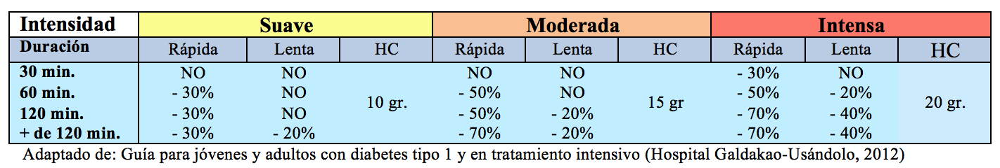 Intensidad Suave Moderada Intensa
Duración Rápida Lenta HC Rápida Lenta HC Rápida Lenta HC
30 min. NO NO NO NO - 30% NO
60 min. - 30% NO 10 gr. - 50% NO 15 gr - 50% - 20% 20 gr.
120 min. - 30% NO - 50% - 20% - 70% - 40%
+ de 120 min. - 30% - 20% - 70% - 20% - 70% - 40%
Adaptado de: Guía para jóvenes y adultos con diabetes tipo 1 y en tratamiento intensivo (Hospital Galdakao-Usándolo, 2012)